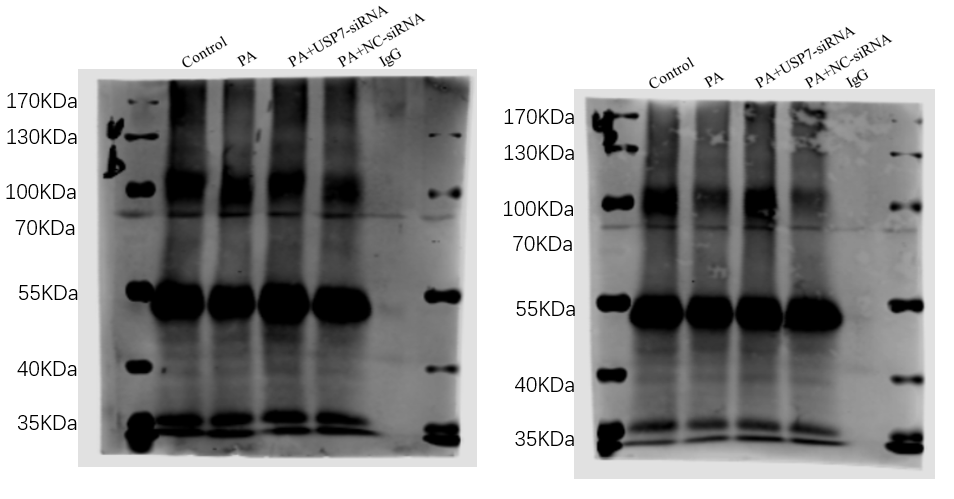 Control PA PA+USP7-siRNA PA+NC-siRNA IgG
170KDa
130KDa
100KDa
70KDa
55KDa
40KDa
35KDa
Control PA PA+USP7-siRNA PA+NC-siRNA IgG
170KDa
130KDa
100KDa
70KDa
55KDa
40KDa
35KDa